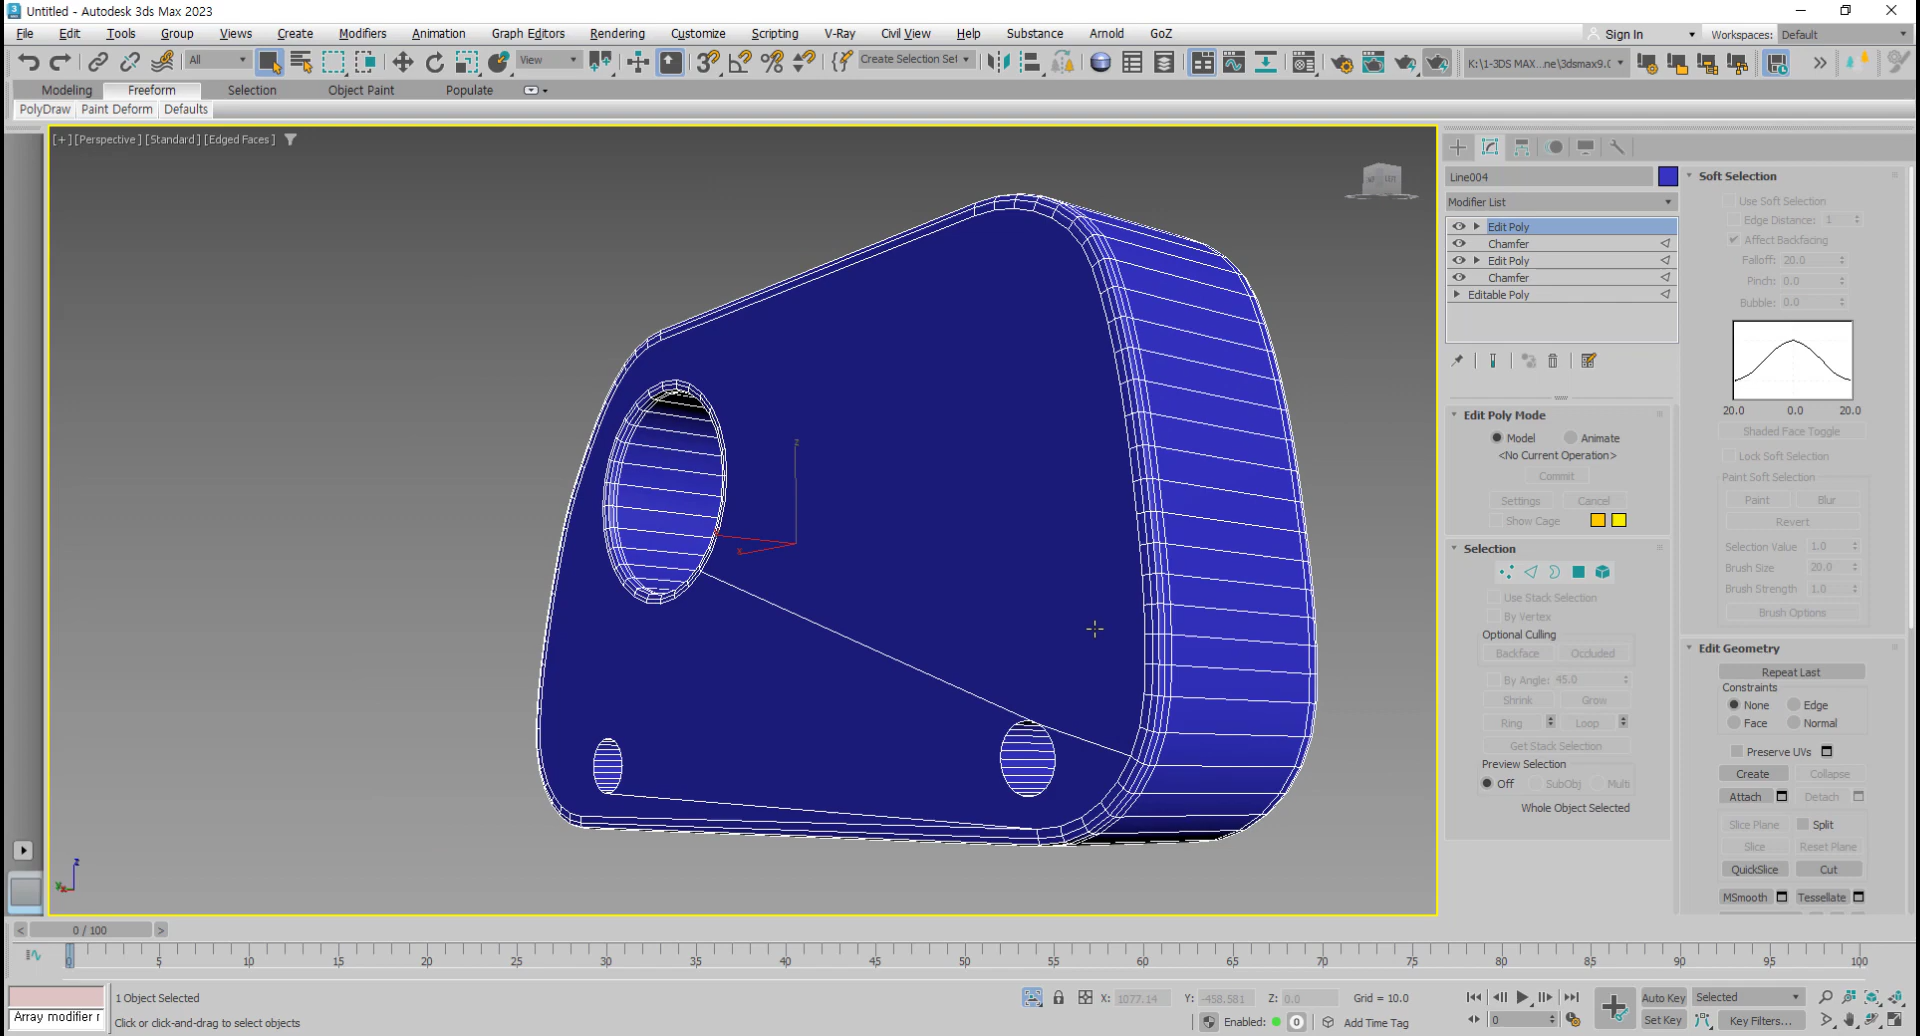 Untitled - Autodesk 3ds Max 2023
File Edit Tools Group Views Create Modifiers Animation Graph Editors Rendering Customize Scripting V-Ray Civil View Help Substance Arnold GoZ
Sign In Workspaces: Default
All View Create Selection Set K:\1-3DS MAX...ne\3dsmax9.0
Modeling Freeform Selection Object Paint Populate
PolyDraw Paint Deform Defaults
[+] [Perspective] [Standard] [Edged Faces]
Line004
Modifier List
Edit Poly
Chamfer
Edit Poly
Chamfer
Editable Poly
Edit Poly Mode
Model Animate
<No Current Operation>
Commit
Settings Cancel
Show Cage
Selection
Use Stack Selection
By Vertex
Optional Culling
Backface Occluded
By Angle: 45.0
Shrink Grow
Ring Loop
Get Stack Selection
Preview Selection
Off SubObj Multi
Whole Object Selected
Soft Selection
Use Soft Selection
Edge Distance: 1
Affect Backfacing
Falloff: 20.0
Pinch: 0.0
Bubble: 0.0
20.0 0.0 20.0
Shaded Face Toggle
Lock Soft Selection
Paint Soft Selection
Paint Blur
Revert
Selection Value 1.0
Brush Size 20.0
Brush Strength 1.0
Brush Options
Edit Geometry
Repeat Last
Constraints
None Edge
Face Normal
Preserve UVs
Create Collapse
Attach Detach
Slice Plane Split
Slice Reset Plane
QuickSlice Cut
MSmooth Tessellate
< 0 / 100 >
0 5 10 15 20 25 30 35 40 45 50 55 60 65 70 75 80 85 90 95 100
1 Object Selected
Array modifier r
Click or click-and-drag to select objects
X: 1077.14 Y: -458.581 Z: 0.0 Grid = 10.0
Enabled: 0 Add Time Tag
Auto Key Selected
0 Set Key Key Filters...